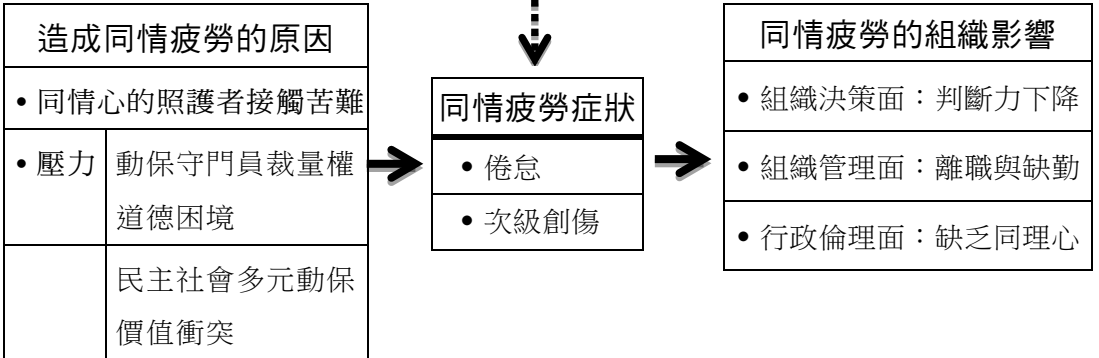 造成同情疲勞的原因
• 同情心的照護者接觸苦難
• 壓力
動保守門員裁量權
道德困境
民主社會多元動保
價值衝突
同情疲勞症狀
• 倦怠
• 次級創傷
同情疲勞的組織影響
• 組織決策面：判斷力下降
• 組織管理面：離職與缺勤
• 行政倫理面：缺乏同理心